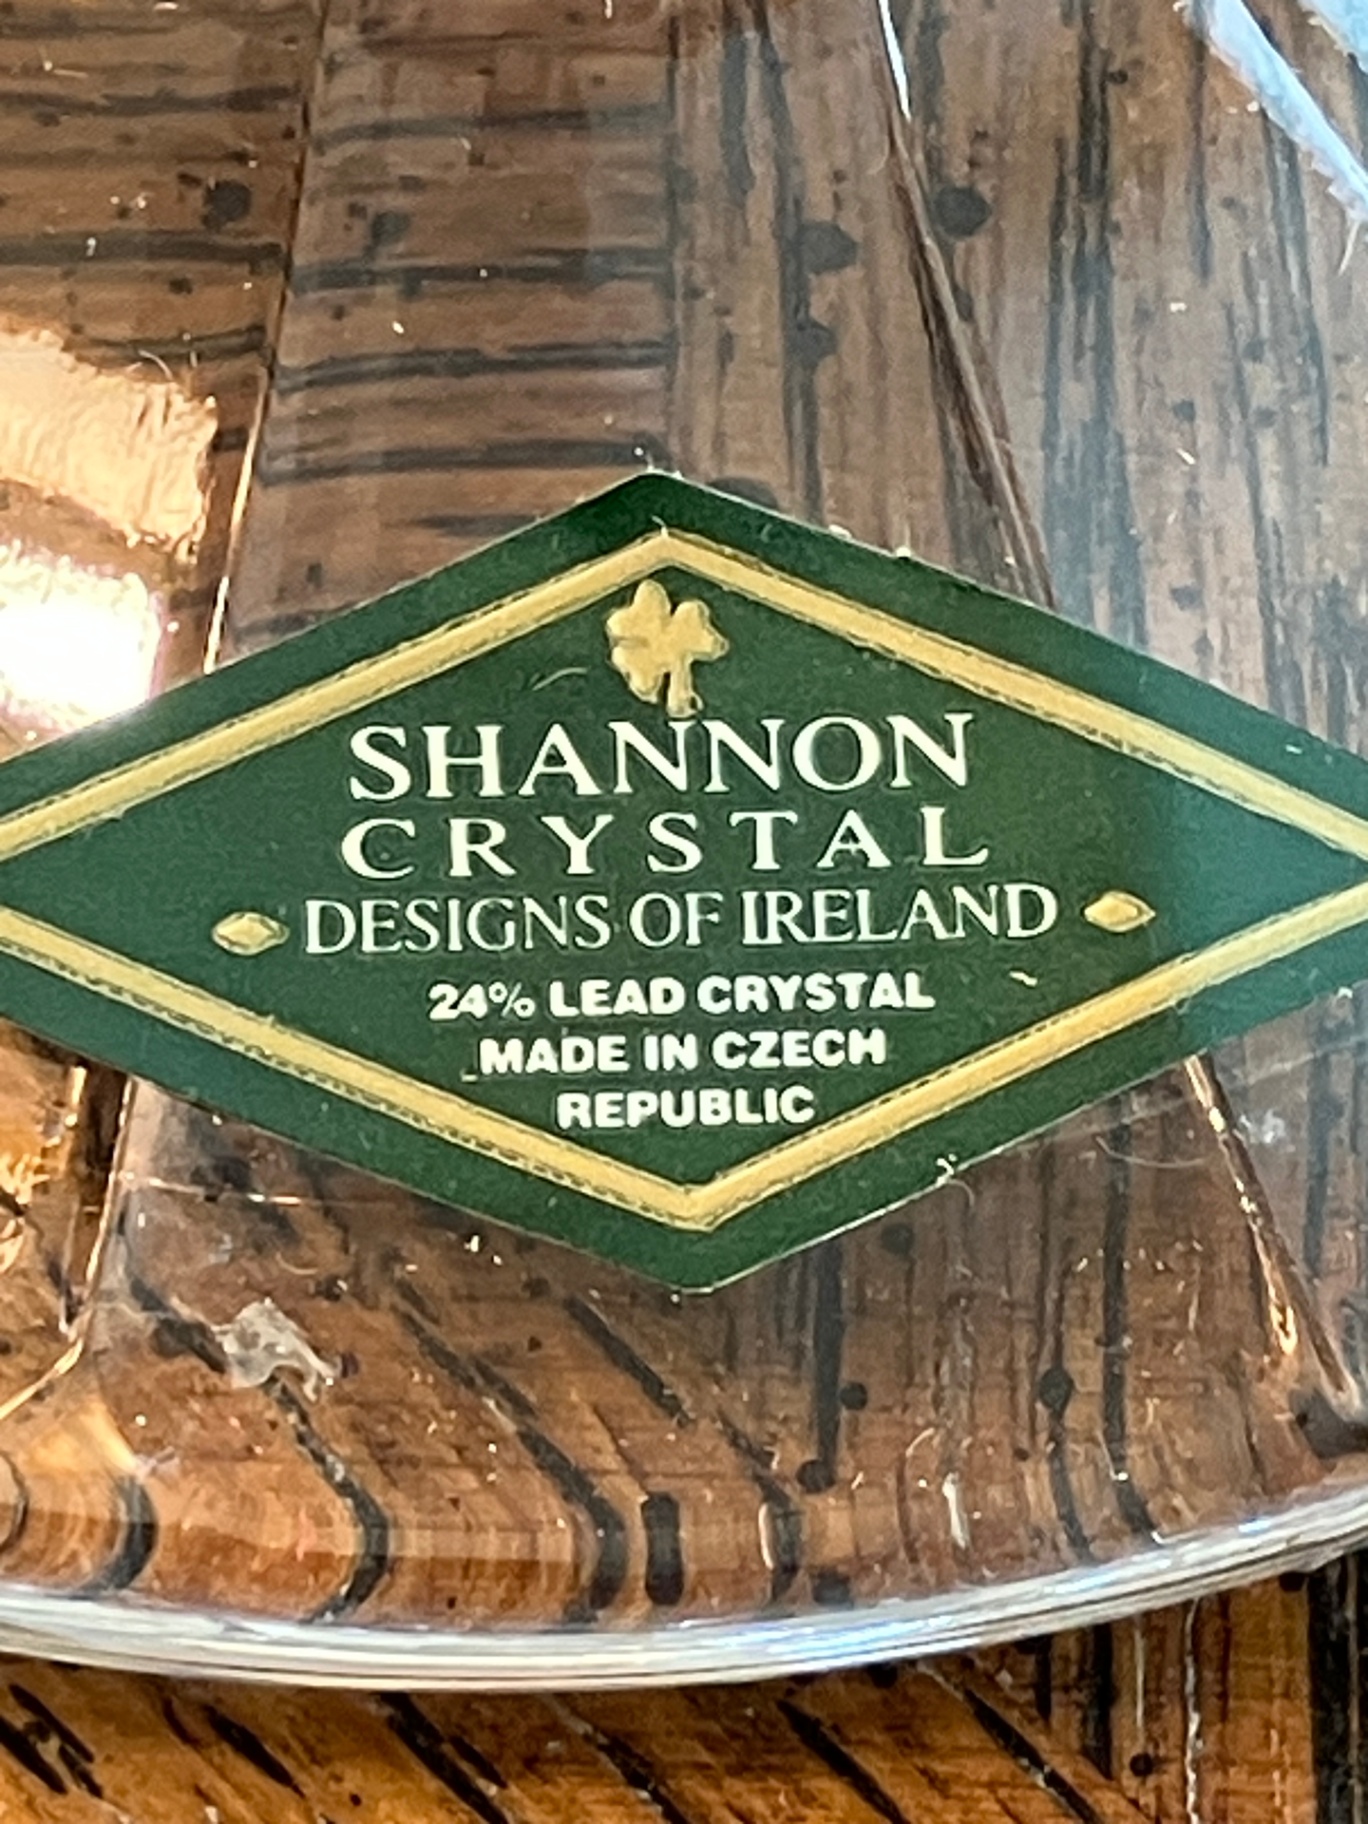 SHANNON
CRYSTAL
DESIGNS OF IRELAND
24% LEAD CRYSTAL
MADE IN CZECH
REPUBLIC